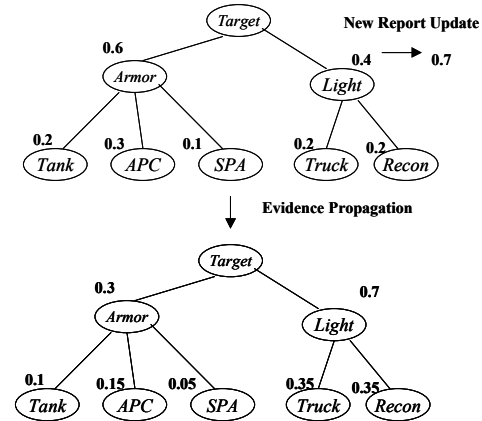 Target
New Report Update
0.6
0.4
0.7
Armor
Light
0.2
0.3
0.1
0.2
0.2
Tank
APC
SPA
Truck
Recon
Evidence Propagation
Target
0.3
0.7
Armor
Light
0.1
0.15
0.05
0.35
0.35
Tank
APC
SPA
Truck
Recon